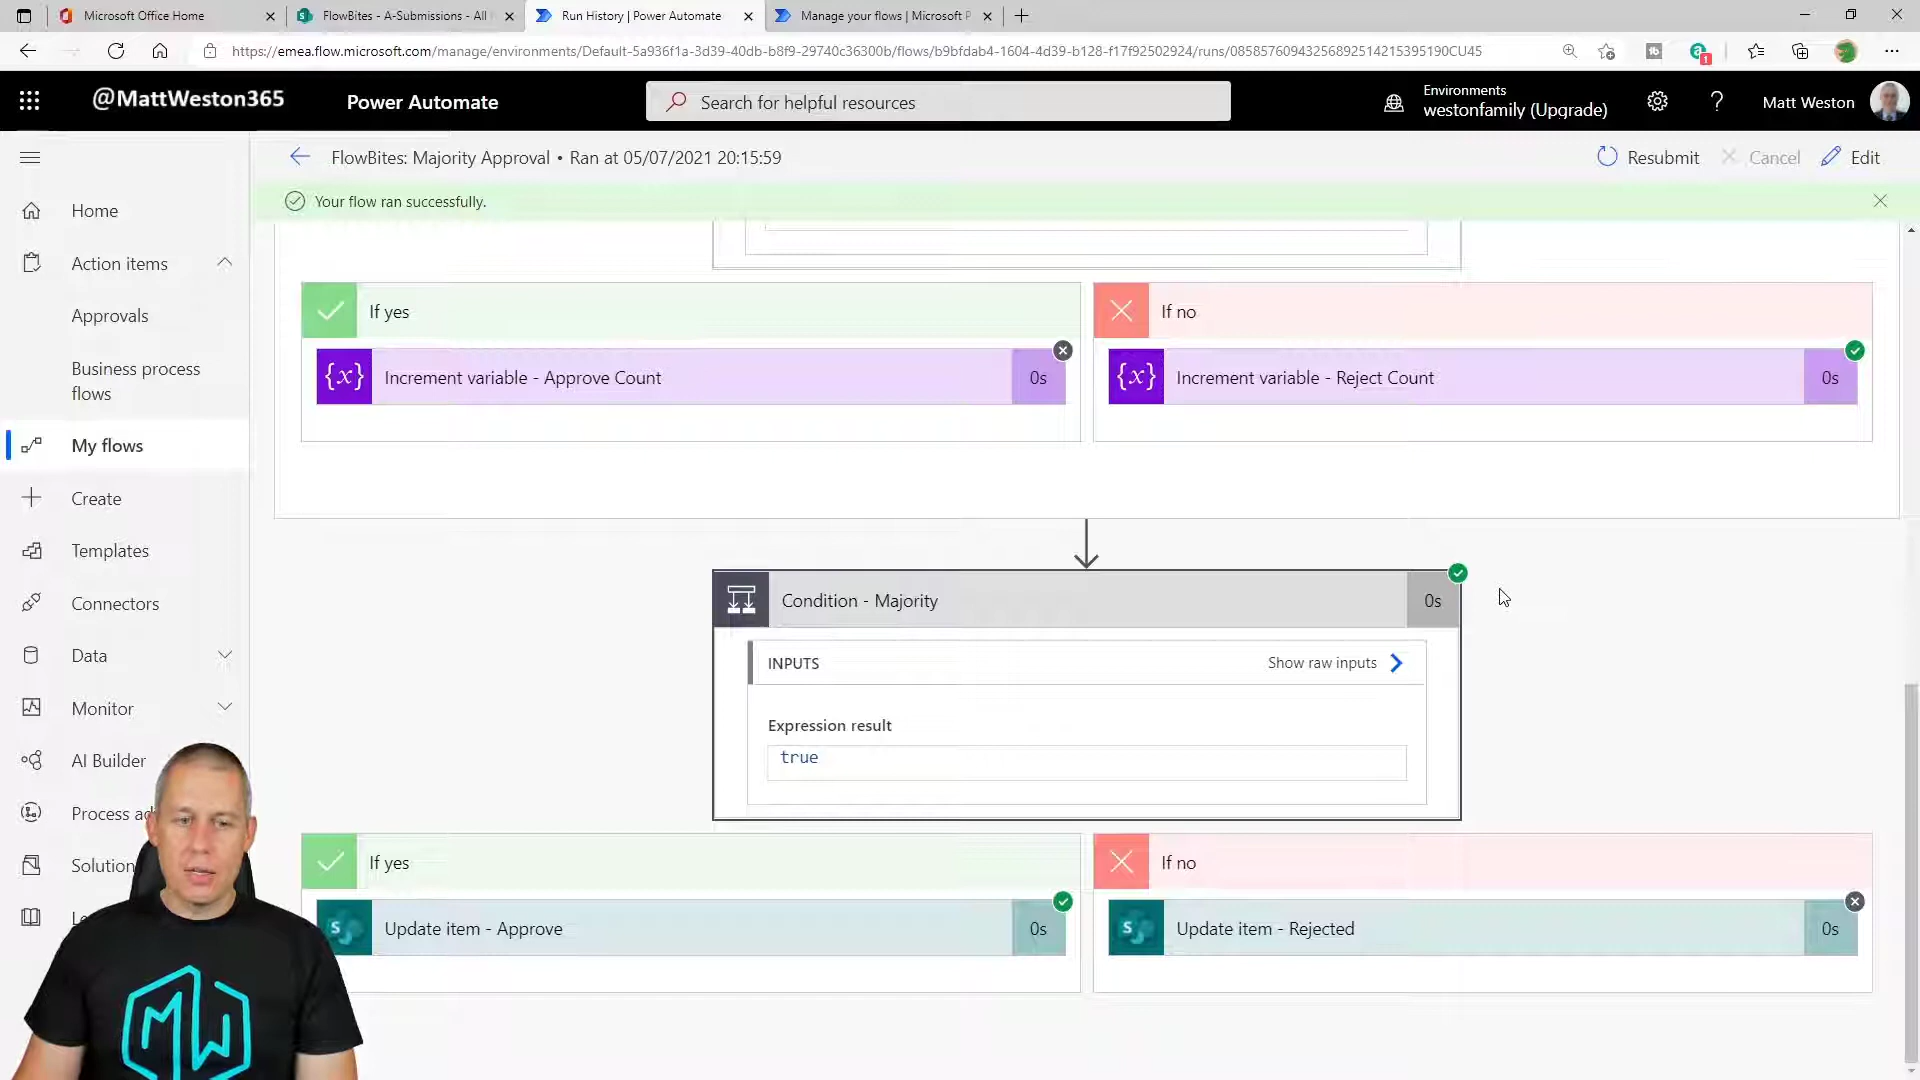 Microsoft Office Home
FlowBites - A-Submissions - All
Run History | Power Automate
Manage your flows | Microsoft P
https://emea.flow.microsoft.com/manage/environments/Default-5a936f1a-3d39-40db-b8f9-29740c36300b/flows/b9bfdab4-1604-4d39-b128-f17f92502924/runs/08585760943256892514215395190CU45
1
@MattWeston365
Power Automate
Search for helpful resources
Environments
westonfamily (Upgrade)
?
Matt Weston
FlowBites: Majority Approval • Ran at 05/07/2021 20:15:59
Resubmit
Cancel
Edit
Your flow ran successfully.
Home
Action items
Approvals
Business process
flows
My flows
Create
Templates
Connectors
Data
Monitor
AI Builder
Process ad
Solution
Le
If yes
{x}
Increment variable - Approve Count
0s
If no
{x}
Increment variable - Reject Count
0s
Condition - Majority
0s
INPUTS
Show raw inputs
Expression result
true
If yes
S
Update item - Approve
0s
If no
S
Update item - Rejected
0s
MW